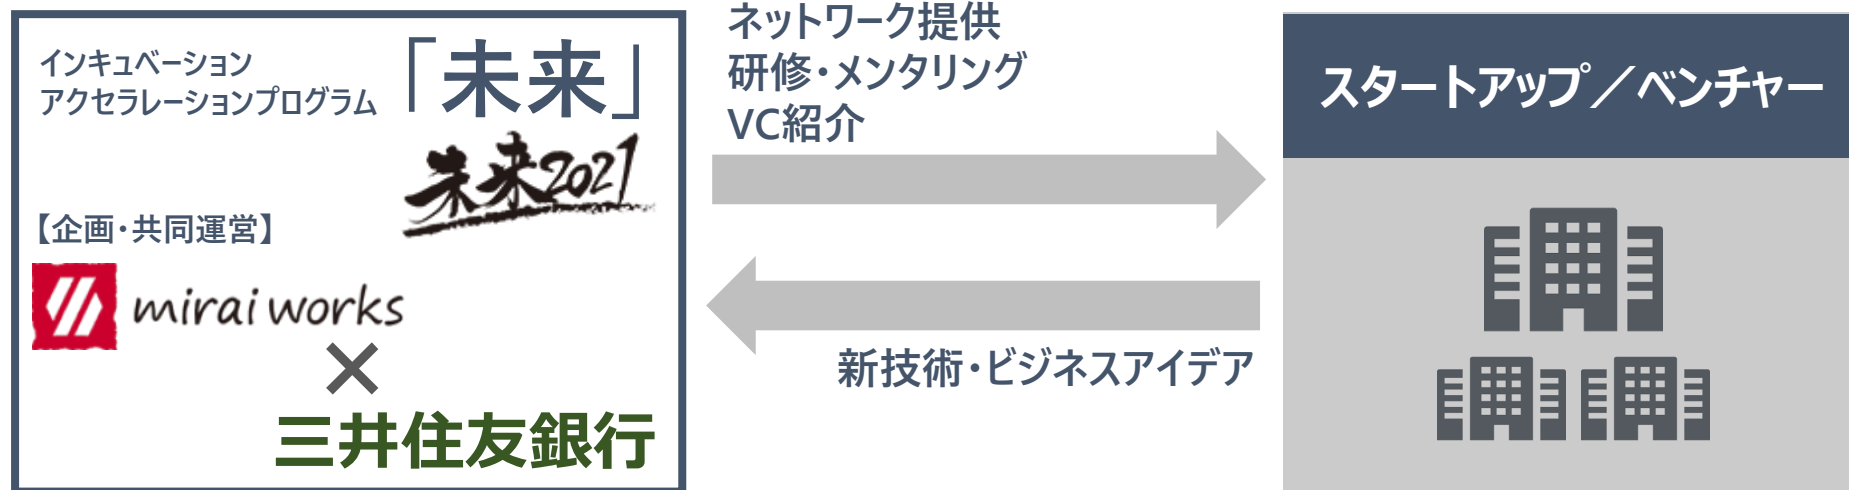 インキュベーション
アクセラレーションプログラム
「未来」
未来2021
【企画・共同運営】
mirai works
×
三井住友銀行
ネットワーク提供
研修・メンタリング
VC紹介
新技術・ビジネスアイデア
スタートアップ／ベンチャー